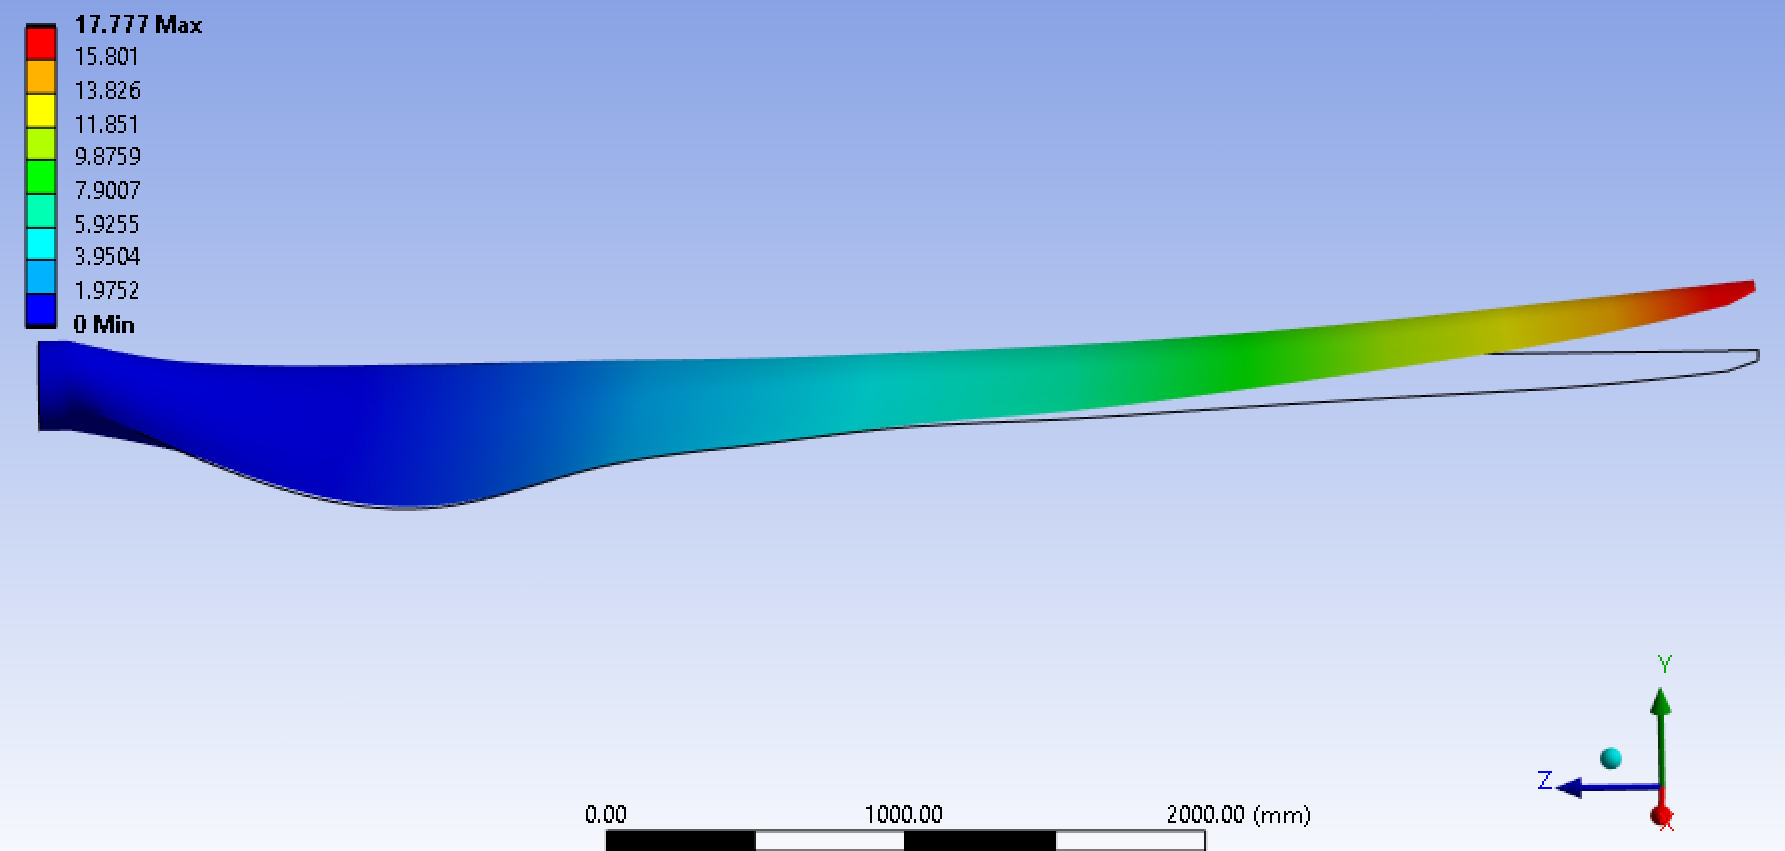 17.777 Max
15.801
13.826
11.851
9.8759
7.9007
5.9255
3.9504
1.9752
0 Min
Y
Z
X
0.00 1000.00 2000.00 (mm)